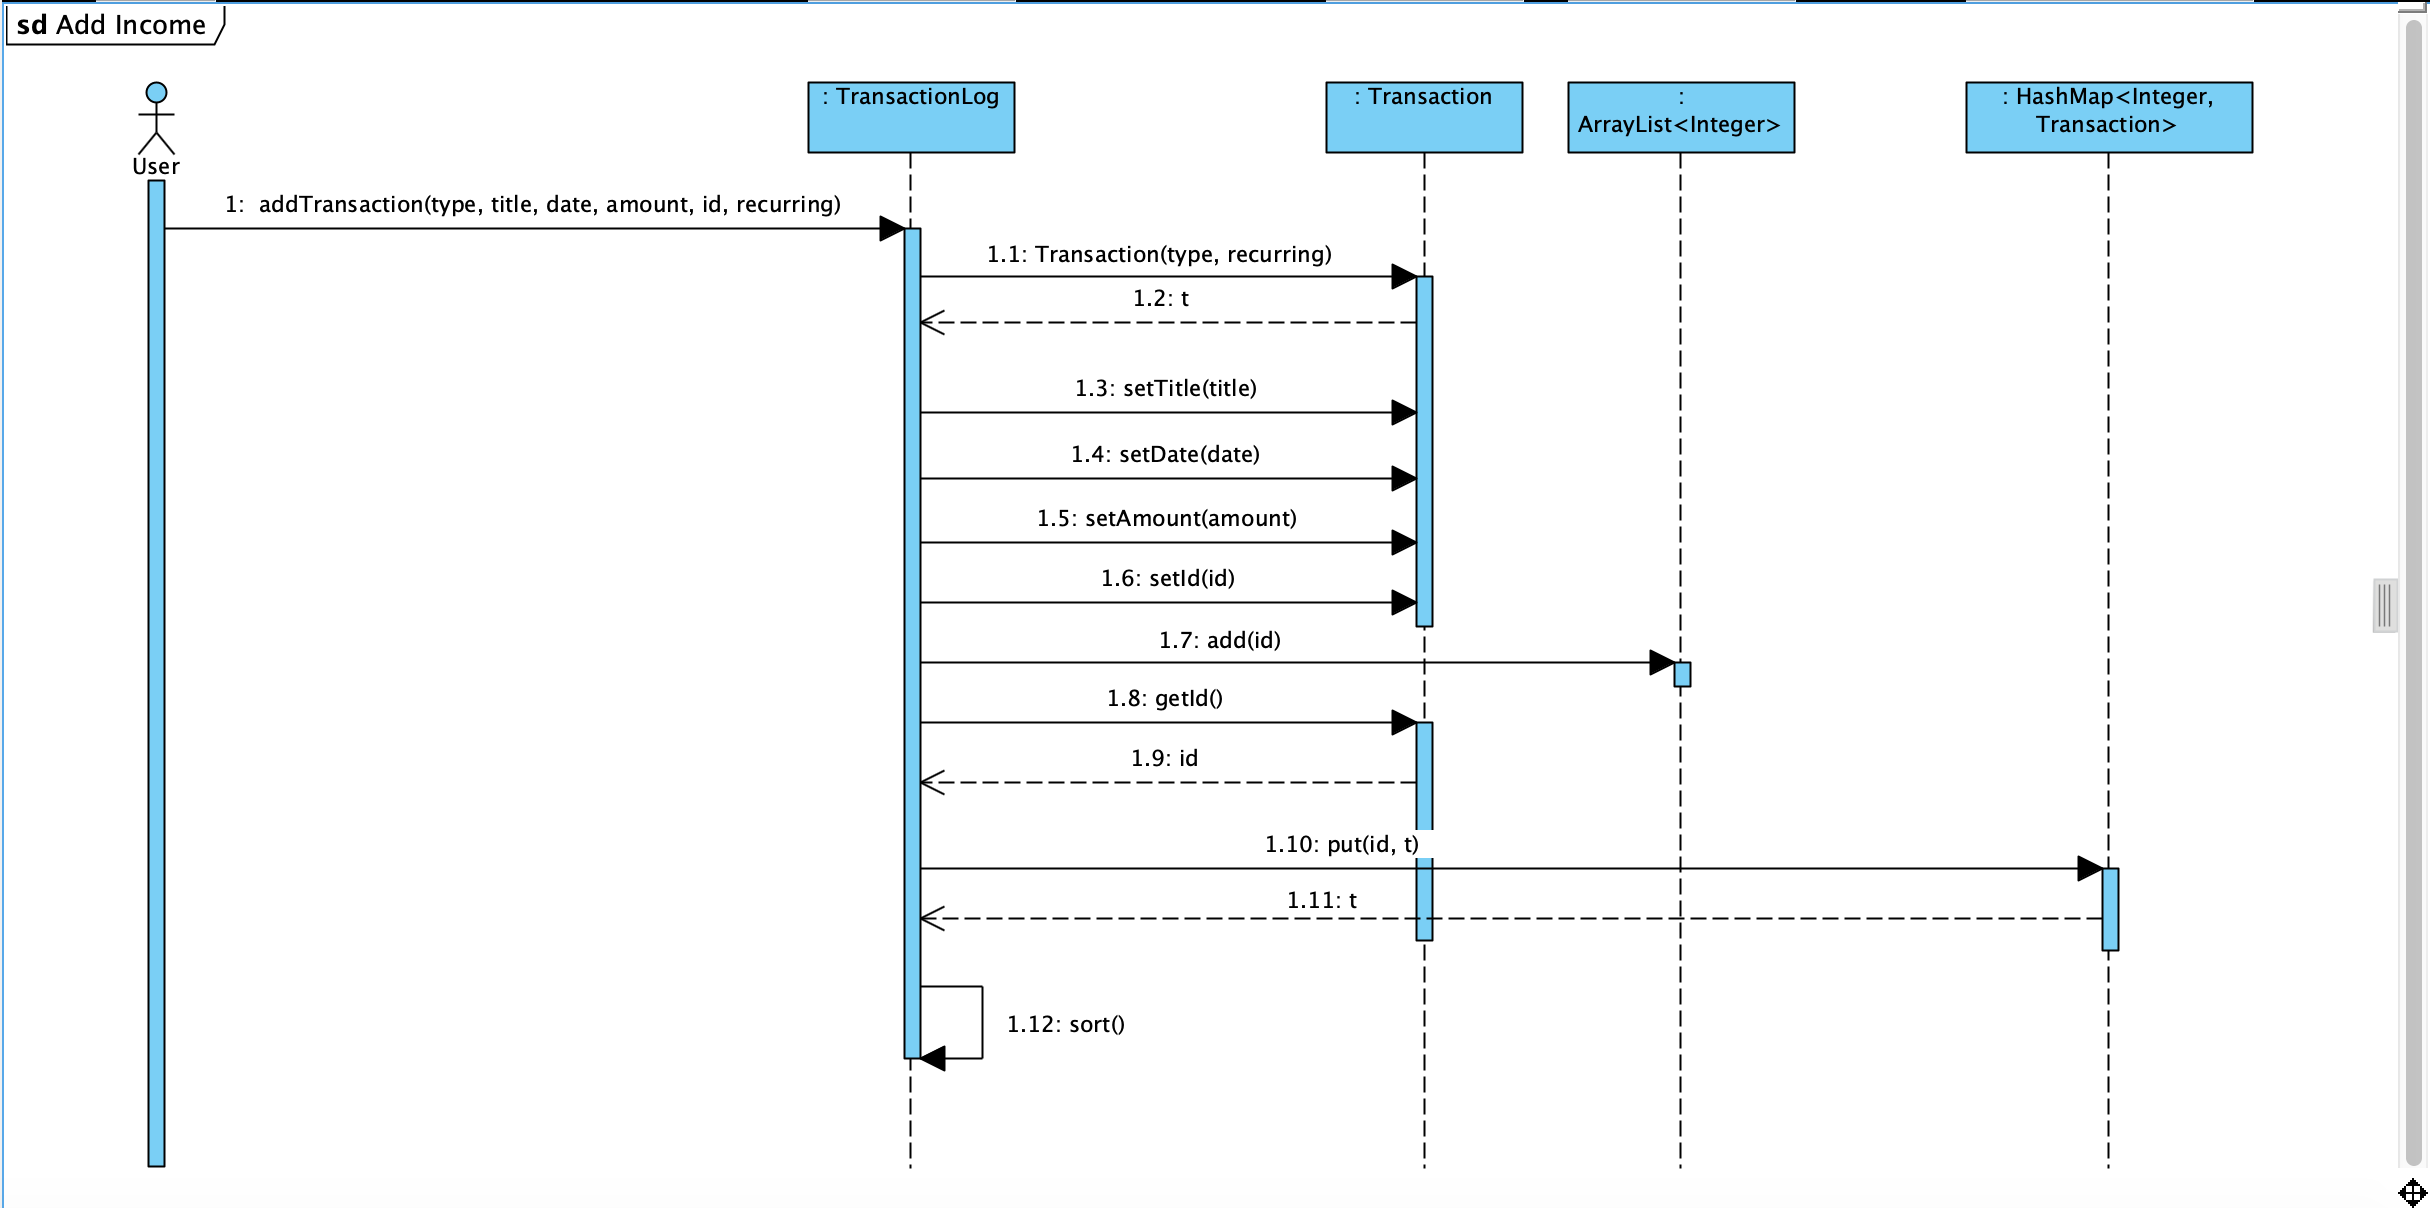 sd Add Income
User
: TransactionLog
: Transaction
:
ArrayList<Integer>
: HashMap<Integer,
Transaction>
1:  addTransaction(type, title, date, amount, id, recurring)
1.1: Transaction(type, recurring)
1.2: t
1.3: setTitle(title)
1.4: setDate(date)
1.5: setAmount(amount)
1.6: setId(id)
1.7: add(id)
1.8: getId()
1.9: id
1.10: put(id, t)
1.11: t
1.12: sort()